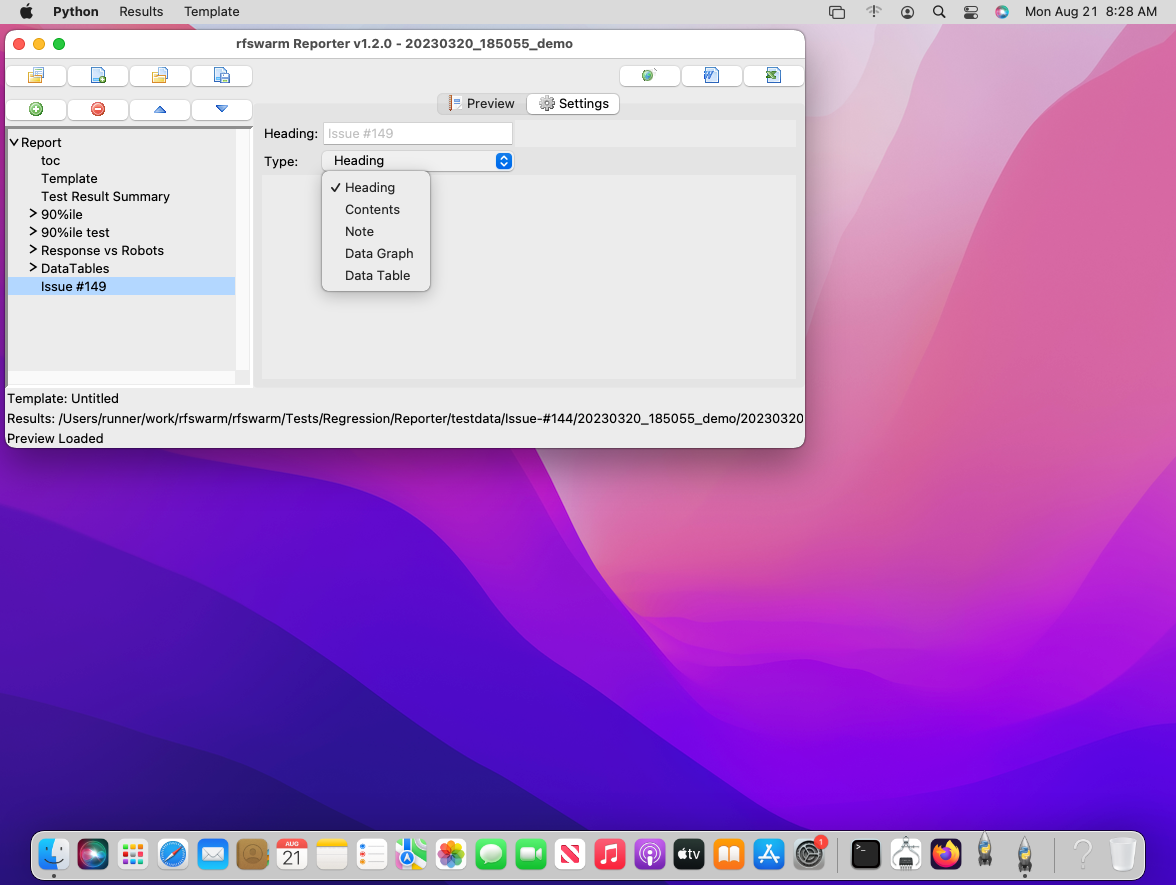 Python Results Template Mon Aug 21 8:28 AM
rfswarm Reporter v1.2.0 - 20230320_185055_demo
Preview Settings
Heading: Issue #149
Type: Heading
Report
toc
Template
Test Result Summary
90%ile
90%ile test
Response vs Robots
DataTables
Issue #149
✓ Heading
Contents
Note
Data Graph
Data Table
Template: Untitled
Results: /Users/runner/work/rfswarm/rfswarm/Tests/Regression/Reporter/testdata/Issue-#144/20230320_185055_demo/20230320
Preview Loaded
AUG
21
tv
1
>_
?